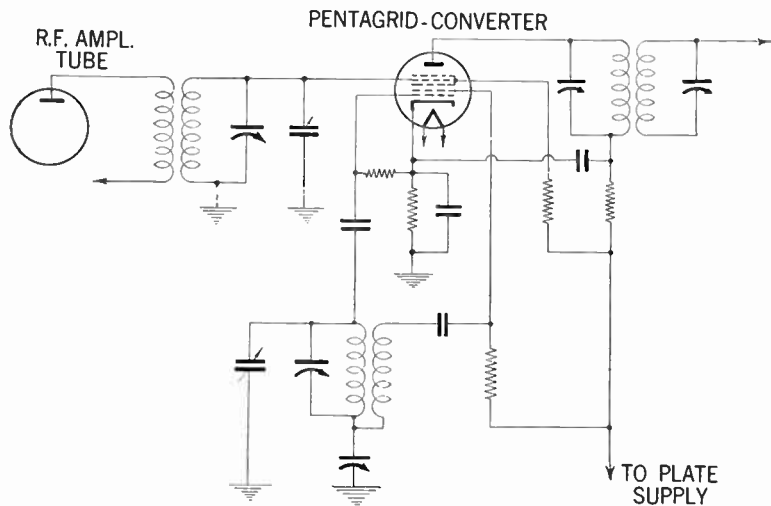 PENTAGRID-CONVERTER
R.F. AMPL.
TUBE
TO PLATE
SUPPLY